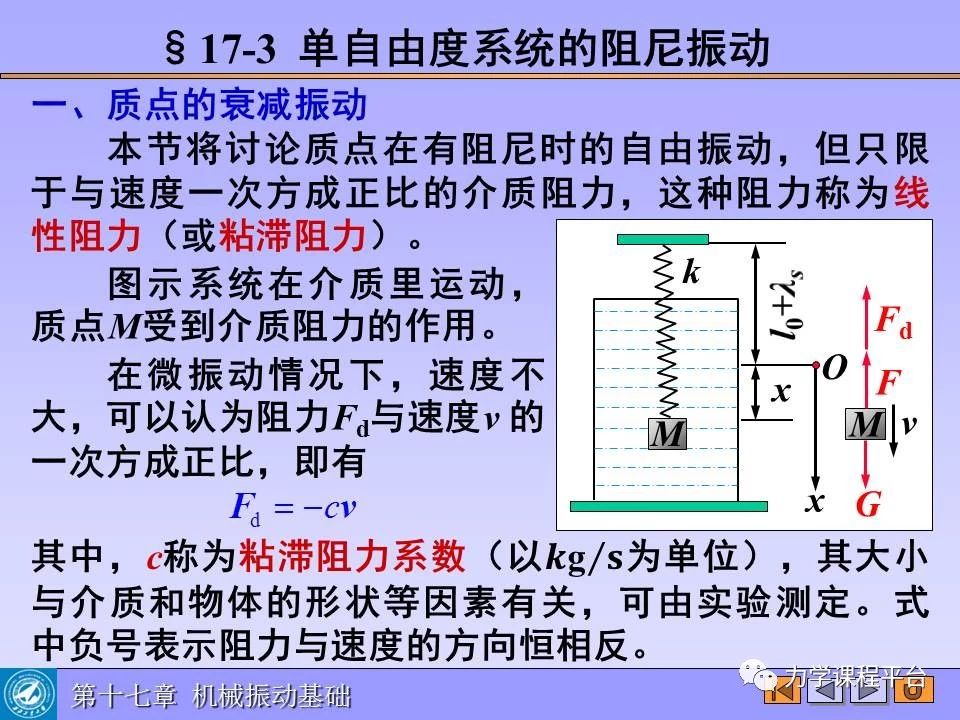 §17-3 单自由度系统的阻尼振动
一、质点的衰减振动
本节将讨论质点在有阻尼时的自由振动，但只限
于与速度一次方成正比的介质阻力，这种阻力称为线
性阻力（或粘滞阻力）。
图示系统在介质里运动，
质点M受到介质阻力的作用。
在微振动情况下，速度不
大，可以认为阻力Fd与速度v 的
一次方成正比，即有
Fd = −cv
k
l0+λs
x
M
O
x
Fd
F
M
v
G
其中，c称为粘滞阻力系数（以kg/s为单位），其大小
与介质和物体的形状等因素有关，可由实验测定。式
中负号表示阻力与速度的方向恒相反。
第十七章 机械振动基础
力学课程平台